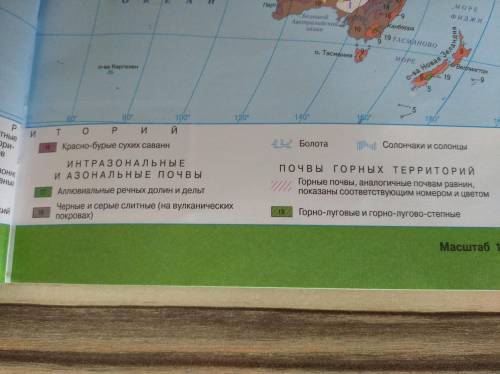 О К Е А Н
Перт
Большой
Австралийский
залив
Канберра
МОРЕ
ФИДЖИ
ТАСМАНОВО
МОРЕ
о. Тасмания
о-ва Новая Зеландия
Веллингтон
о-ва Кергелен
80° 100° 120° 140° 160° 180°
И Т О Р И Й
Красно-бурые сухих саванн
Болота
Солончаки и солонцы
ИНТРАЗОНАЛЬНЫЕ
И АЗОНАЛЬНЫЕ ПОЧВЫ
Аллювиальные речных долин и дельт
Черные и серые слитные (на вулканических
покровах)
ПОЧВЫ ГОРНЫХ ТЕРРИТОРИЙ
Горные почвы, аналогичные почвам равнин,
показаны соответствующим номером и цветом
19 Горно-луговые и горно-лугово-степные
Масштаб 1